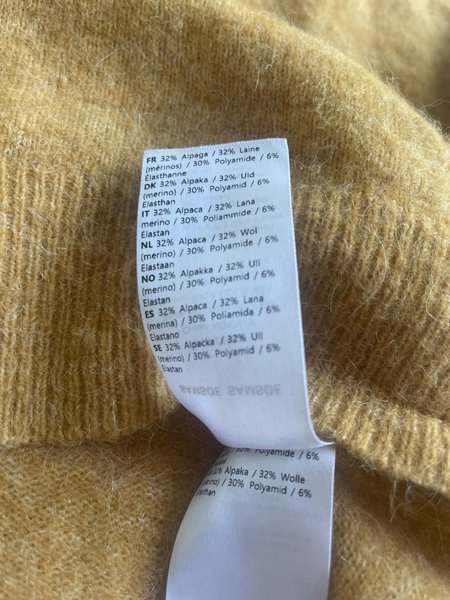 FR 32% Alpaga / 32% Laine
(mérinos) / 30% Polyamide / 6%
Élasthanne
DK 32% Alpaka / 32% Uld
(merino) / 30% Polyamid / 6%
Elasthan
IT 32% Alpaca / 32% Lana
merino / 30% Poliammide / 6%
Elastan
NL 32% Alpaca / 32% Wol
(merino) / 30% Polyamide / 6%
Elastaan
NO 32% Alpakka / 32% Ull
(merino) / 30% Polyamid / 6%
Elastan
ES 32% Alpaca / 32% Lana
(merina) / 30% Poliamida / 6%
Elastano
SE 32% Alpacka / 32% Ull
(merino) / 30% Polyamid / 6%
Elastan
SAMSOE SAMSOE
30% Polyamide / 6%
32% Alpaka / 32% Wolle
(merino) / 30% Polyamid / 6%
Elasthan